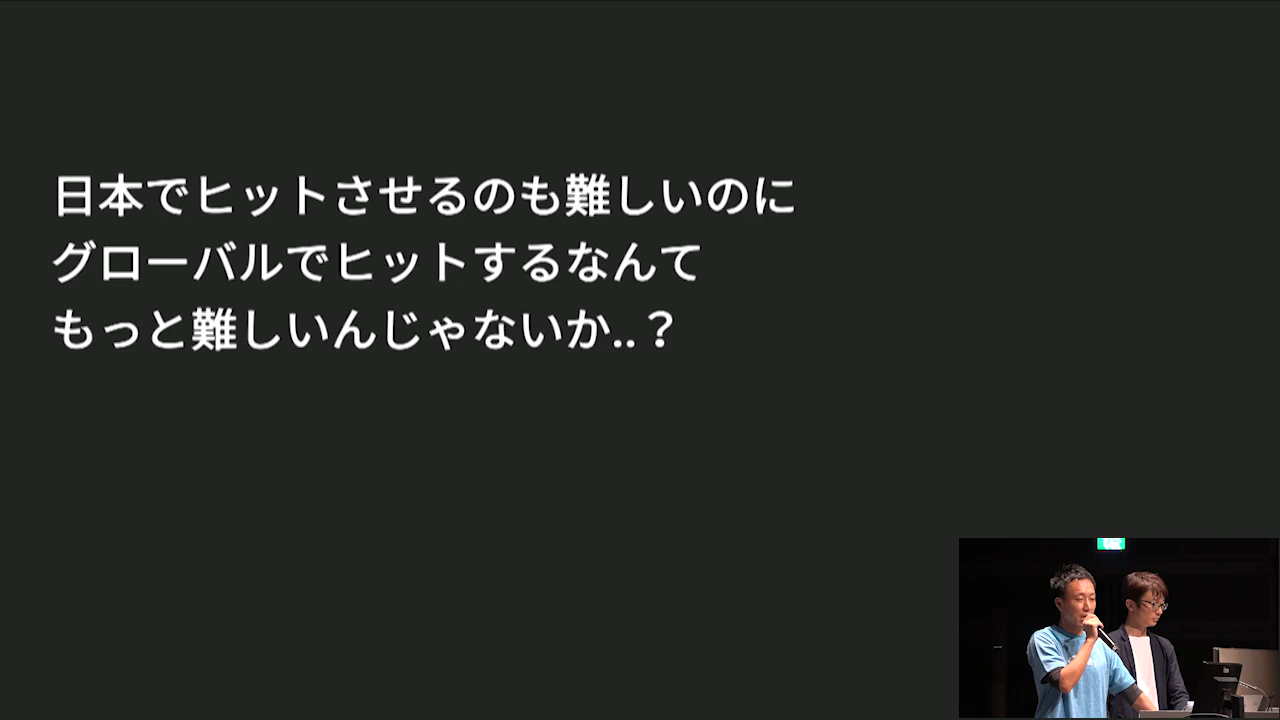 日本でヒットさせるのも難しいのに
グローバルでヒットするなんて
もっと難しいんじゃないか..？